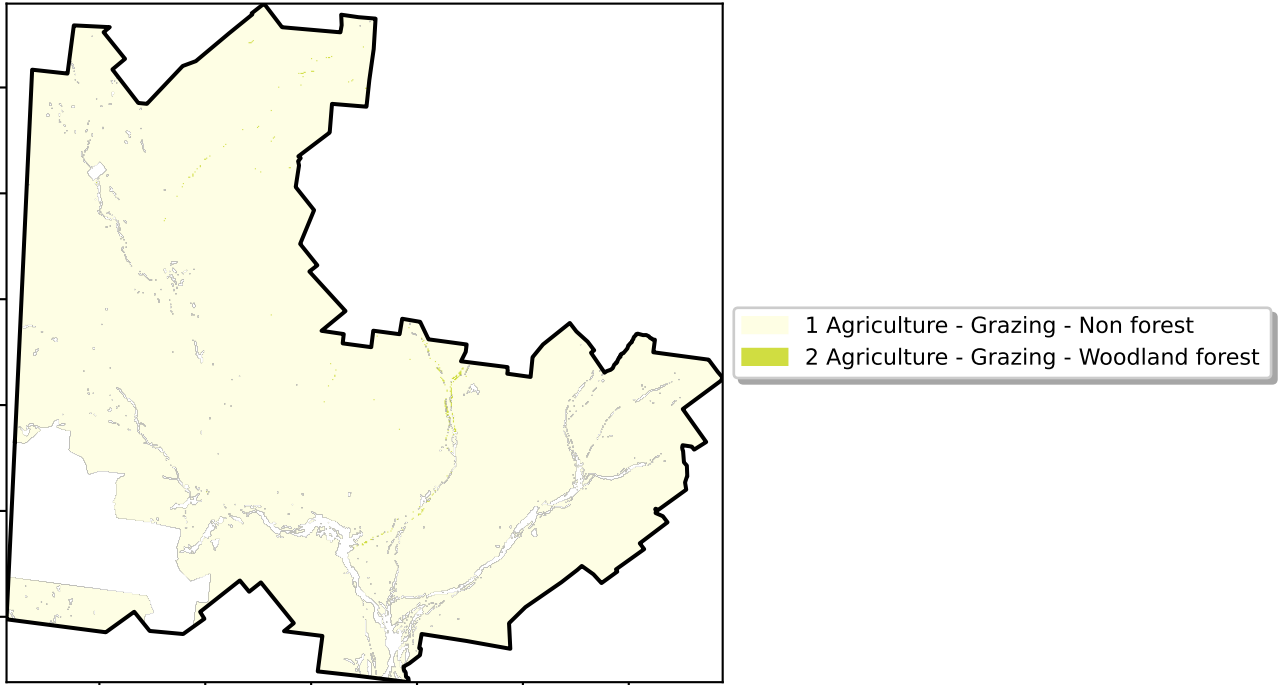 1 Agriculture - Grazing - Non forest
2 Agriculture - Grazing - Woodland forest